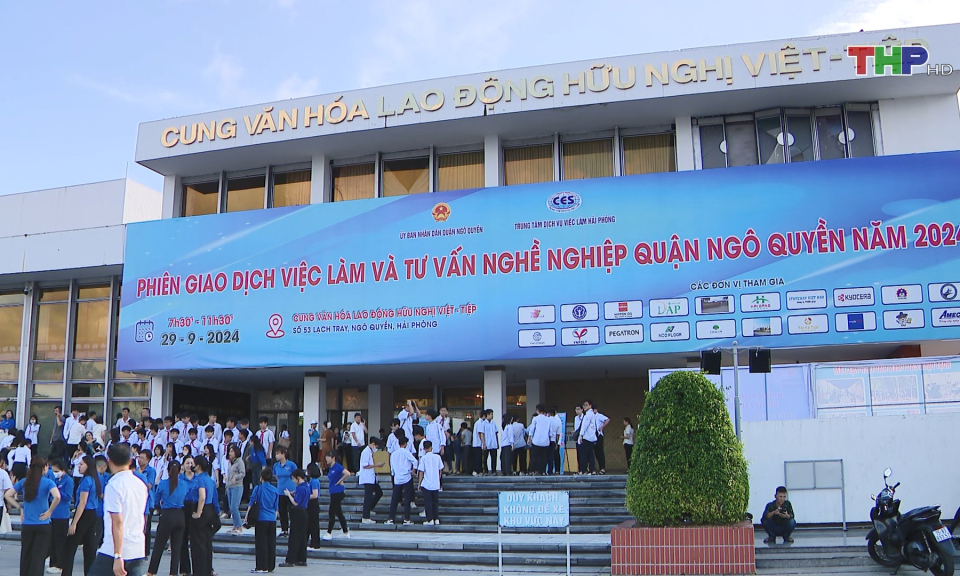 THP HD
CUNG VĂN HÓA LAO ĐỘNG HỮU NGHỊ VIỆT-TIỆP
CES
ỦY BAN NHÂN DÂN QUẬN NGÔ QUYỀN
TRUNG TÂM DỊCH VỤ VIỆC LÀM HẢI PHÒNG
PHIÊN GIAO DỊCH VIỆC LÀM VÀ TƯ VẤN NGHỀ NGHIỆP QUẬN NGÔ QUYỀN NĂM 2024
7h30' - 11h30'
29 - 9 - 2024
CUNG VĂN HÓA LAO ĐỘNG HỮU NGHỊ VIỆT-TIỆP
SỐ 53 LẠCH TRAY, NGÔ QUYỀN, HẢI PHÒNG
CÁC ĐƠN VỊ THAM GIA
LAP
KYOCERA
PEGATRON
QUÝ KHÁCH
KHÔNG ĐỂ XE
KHU VỰC NÀY